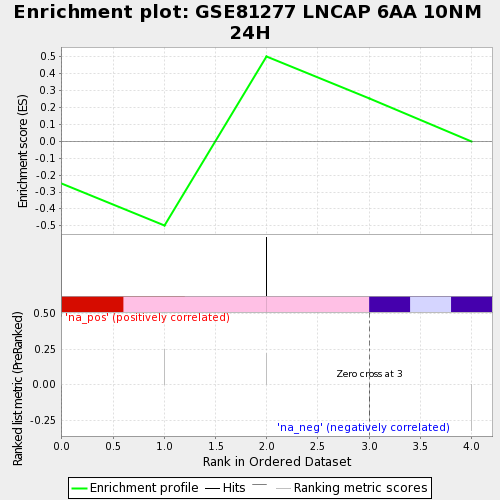 Enrichment plot: GSE81277 LNCAP 6AA 10NM
24H
Enrichment score (ES)
0.5
0.4
0.3
0.2
0.1
0.0
-0.1
-0.2
-0.3
-0.4
-0.5
Ranked list metric (PreRanked)
0.50
0.25
0.00
-0.25
'na_pos' (positively correlated)
Zero cross at 3
'na_neg' (negatively correlated)
0.0 0.5 1.0 1.5 2.0 2.5 3.0 3.5 4.0
Rank in Ordered Dataset
Enrichment profile Hits Ranking metric scores